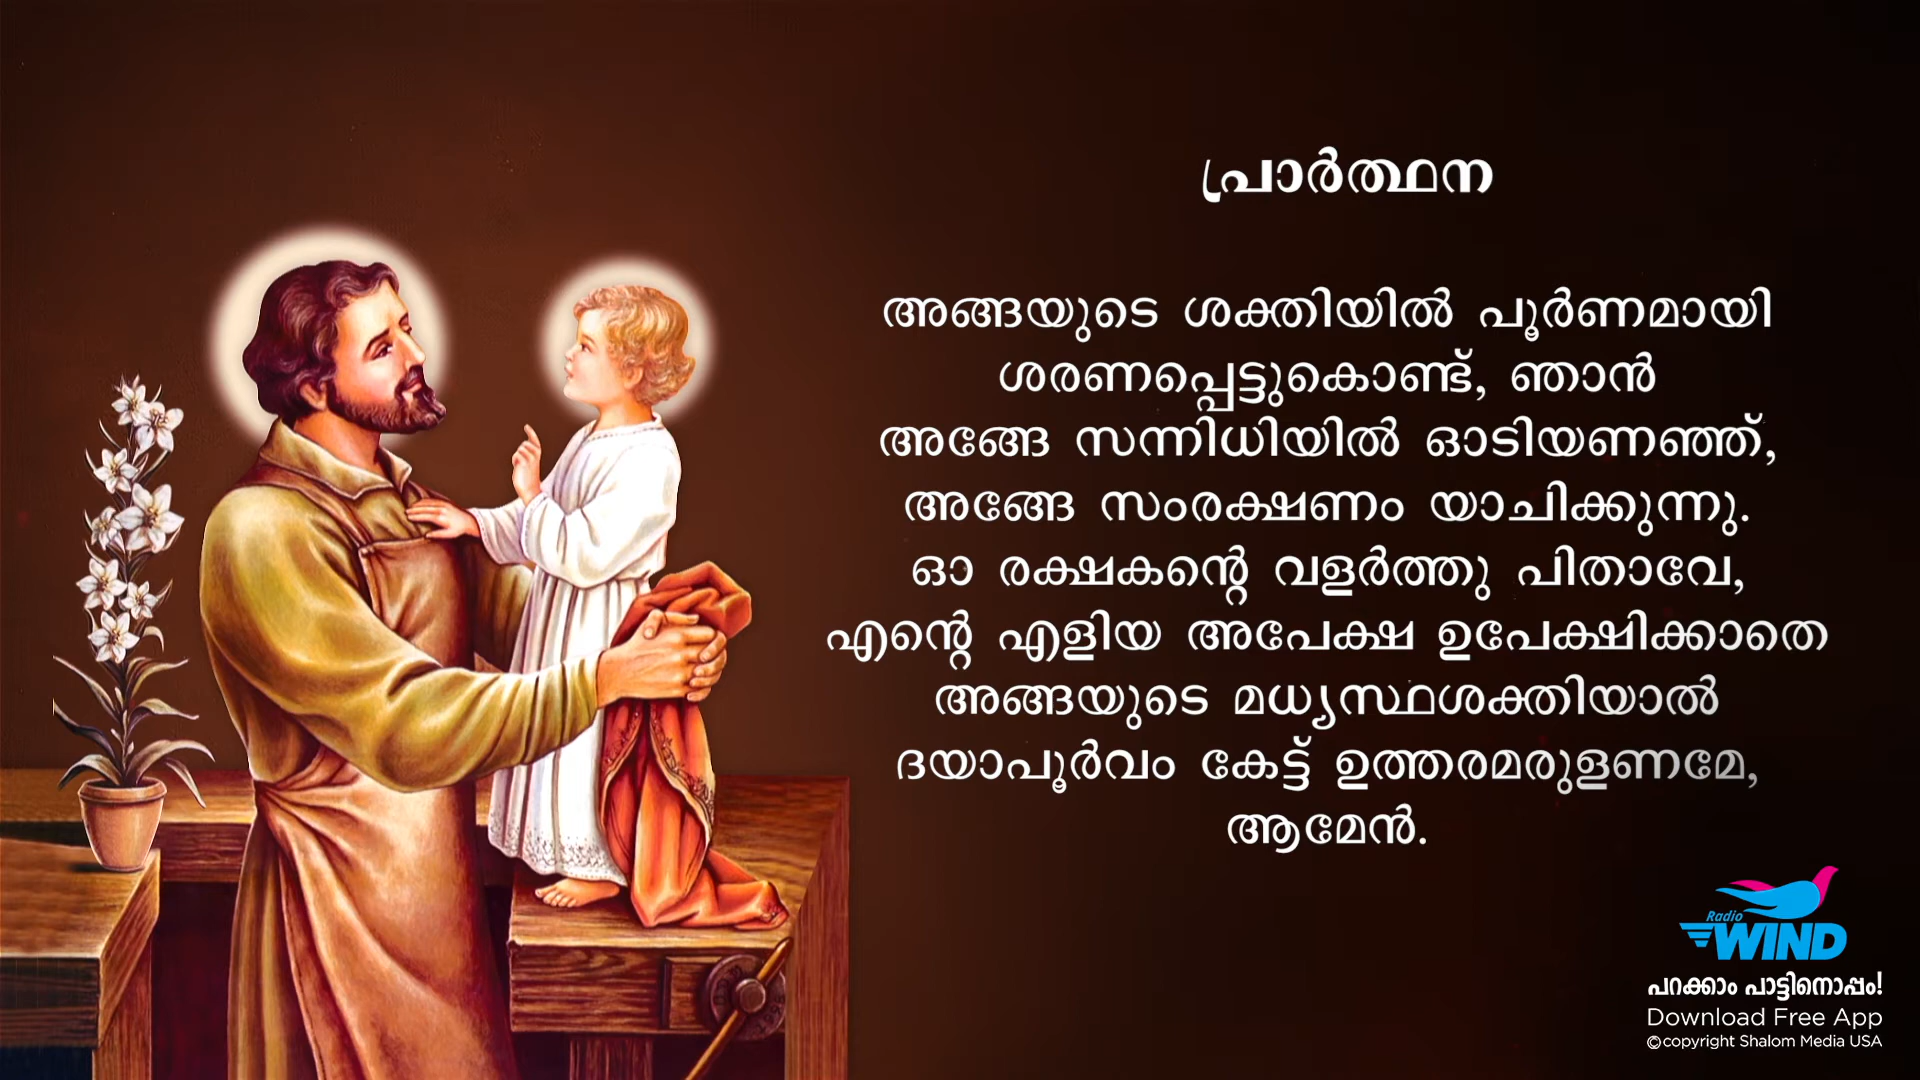 പ്രാർത്ഥന
അങ്ങയുടെ ശക്തിയിൽ പൂർണമായി
ശരണപ്പെട്ടുകൊണ്ട്, ഞാൻ
അങ്ങേ സന്നിധിയിൽ ഓടിയണഞ്ഞ്,
അങ്ങേ സംരക്ഷണം യാചിക്കുന്നു.
ഓ രക്ഷകന്റെ വളർത്തു പിതാവേ,
എന്റെ എളിയ അപേക്ഷ ഉപേക്ഷിക്കാതെ
അങ്ങയുടെ മധ്യസ്ഥശക്തിയാൽ
ദയാപൂർവം കേട്ട് ഉത്തരമരുളണമേ,
ആമേൻ.
Radio
WIND
പറക്കാം പാട്ടിനൊപ്പം!
Download Free App
©copyright Shalom Media USA